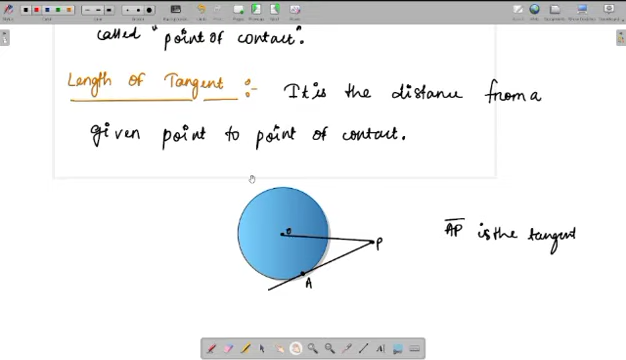 called "point of contact".
Length of Tangent :- It is the distance from a
given point to point of contact.
O
P
A
AP is the tangent